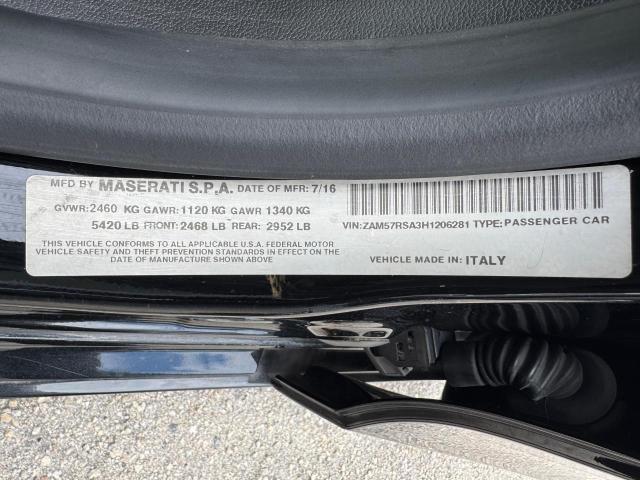 MFD BY MASERATI S.P.A. DATE OF MFR: 7/16
GVWR:2460 KG GAWR:1120 KG GAWR 1340 KG
5420 LB FRONT:2468 LB REAR: 2952 LB
THIS VEHICLE CONFORMS TO ALL APPLICABLE U.S.A. FEDERAL MOTOR
VEHICLE SAFETY AND THEFT PREVENTION STANDARDS IN EFFECT ON THE
DATE OF MANUFACTURE SHOWN ABOVE
VIN:ZAM57RSA3H1206281 TYPE:PASSENGER CAR
VEHICLE MADE IN: ITALY